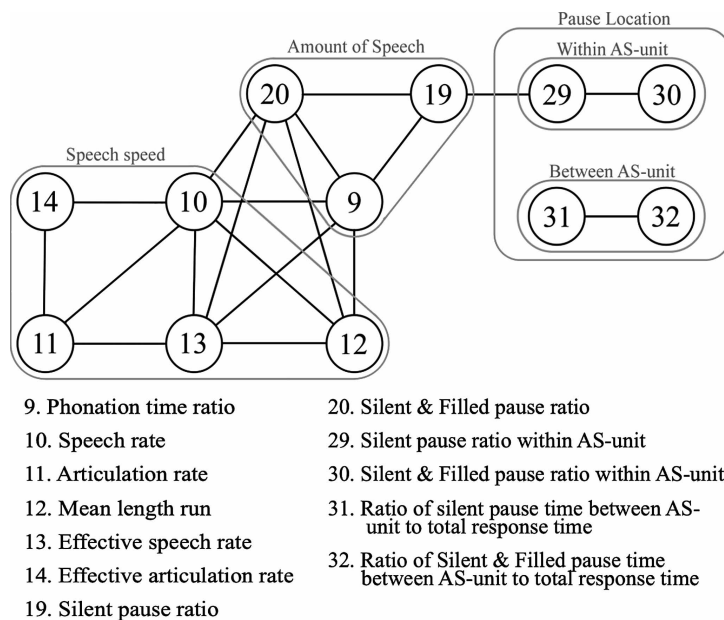 Pause Location
Amount of Speech
Within AS-unit
20
19
29
30
Speech speed
Between AS-unit
14
10
9
31
32
11
13
12
9. Phonation time ratio
10. Speech rate
11. Articulation rate
12. Mean length run
13. Effective speech rate
14. Effective articulation rate
19. Silent pause ratio
20. Silent & Filled pause ratio
29. Silent pause ratio within AS-unit
30. Silent & Filled pause ratio within AS-unit
31. Ratio of silent pause time between AS-
unit to total response time
32. Ratio of Silent & Filled pause time
between AS-unit to total response time